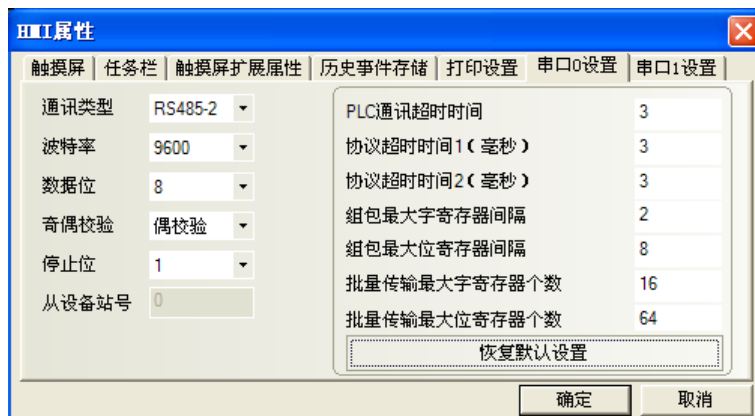 HMI属性
触摸屏 任务栏 触摸屏扩展属性 历史事件存储 打印设置 串口0设置 串口1设置
通讯类型 RS485-2
波特率 9600
数据位 8
奇偶校验 偶校验
停止位 1
从设备站号 0
PLC通讯超时时间 3
协议超时时间1(毫秒) 3
协议超时时间2(毫秒) 3
组包最大字寄存器间隔 2
组包最大位寄存器间隔 8
批量传输最大字寄存器个数 16
批量传输最大位寄存器个数 64
恢复默认设置
确定 取消